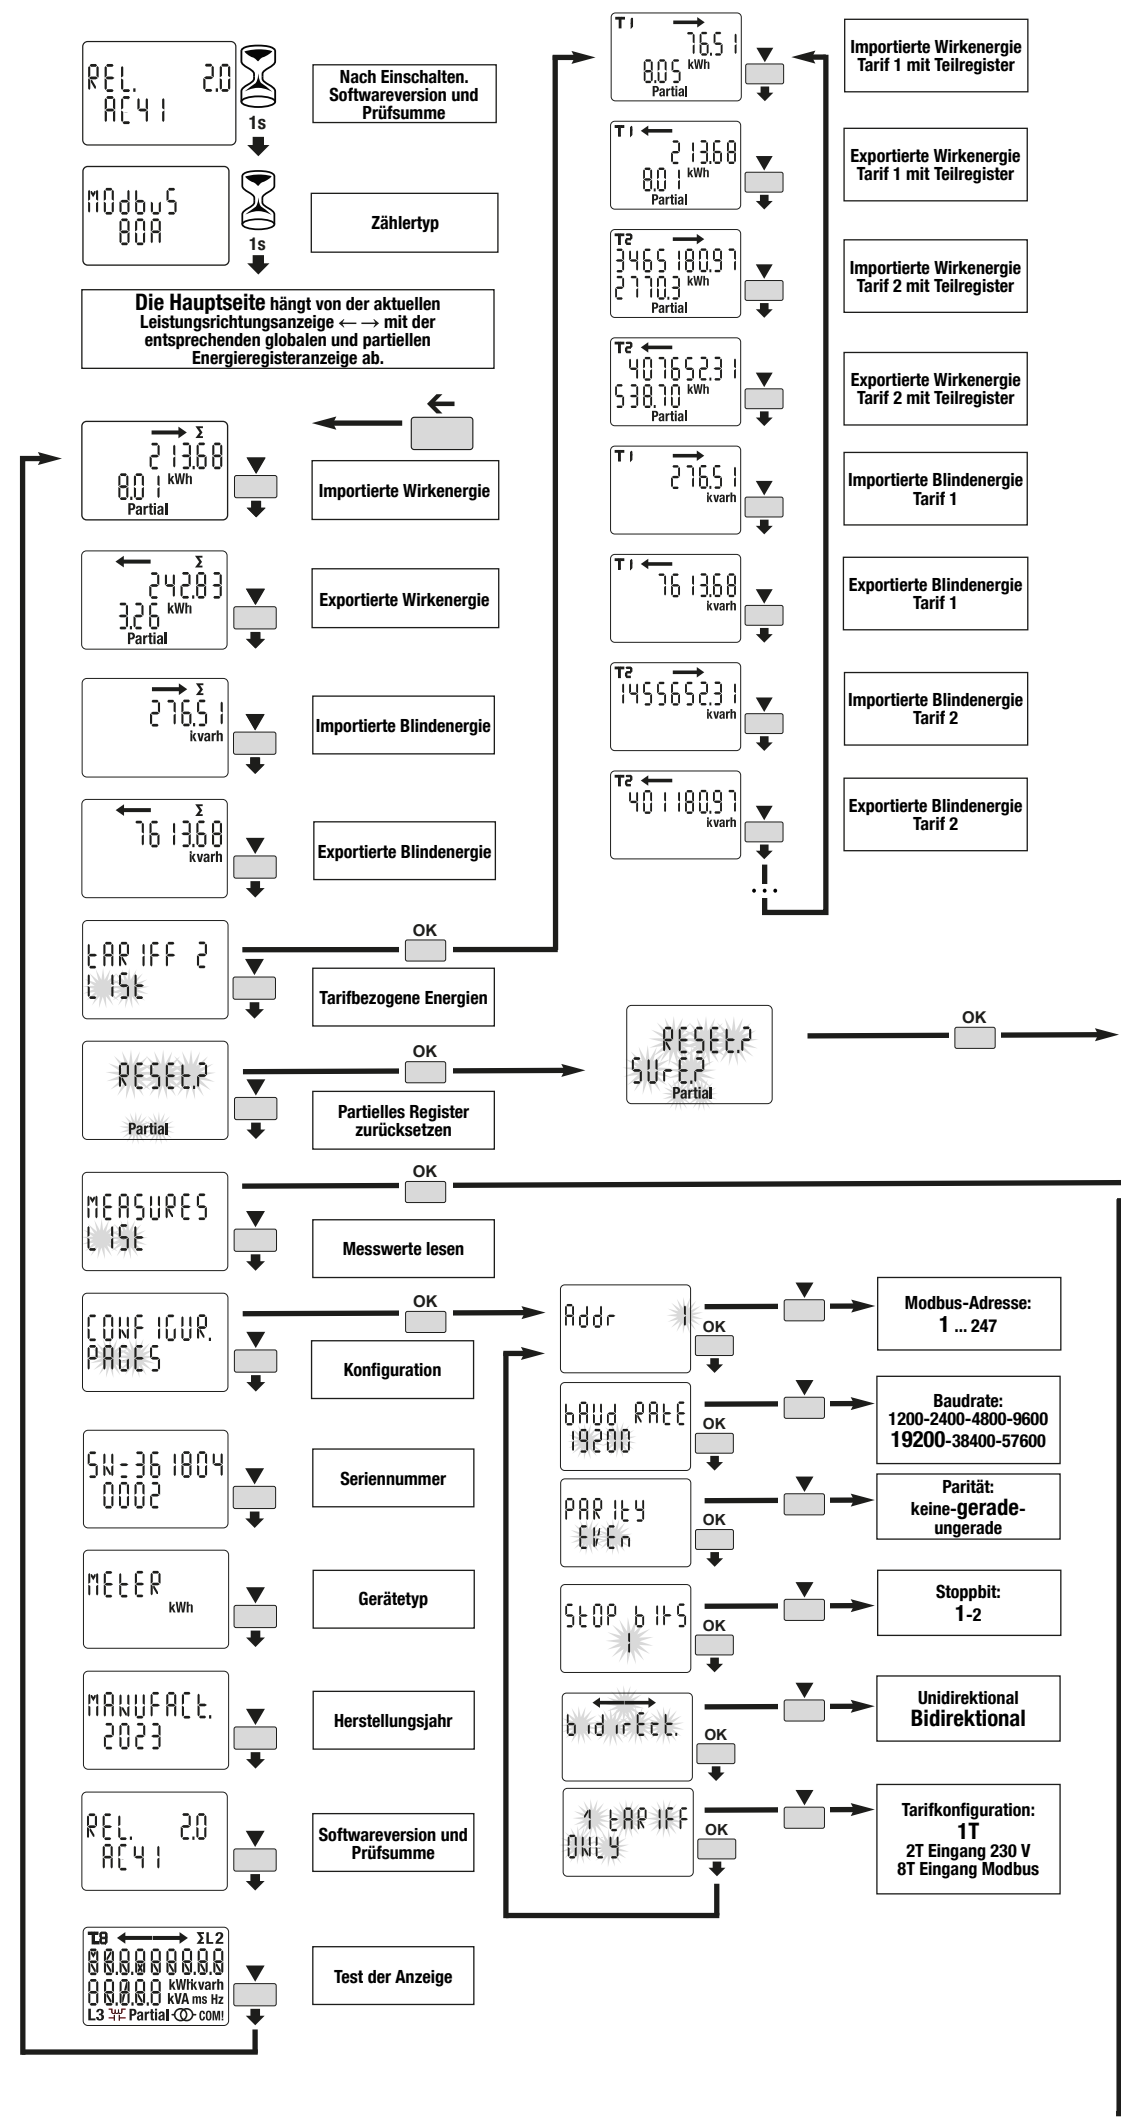 REL. 2.0
AC41
1s
Nach Einschalten.
Softwareversion und
Prüfsumme
MOdbuS
80A
1s
Zählertyp
Die Hauptseite hängt von der aktuellen
Leistungsrichtungsanzeige ← → mit der
entsprechenden globalen und partiellen
Energieregisteranzeige ab.
←
→ Σ
213.68
8.01 kWh
Partial
Importierte Wirkenergie
← Σ
242.83
3.26 kWh
Partial
Exportierte Wirkenergie
→ Σ
276.51
kvarh
Importierte Blindenergie
← Σ
7613.68
kvarh
Exportierte Blindenergie
tARIFF 2
LISt
OK
Tarifbezogene Energien
RESEt.?
Partial
OK
Partielles Register
zurücksetzen
RESEt.?
SUrE.?
Partial
OK
MEASURES
LISt
OK
Messwerte lesen
CONFIGUR.
PAGES
OK
Konfiguration
SN=361804
0002
Seriennummer
MEtER
kWh
Gerätetyp
MANUFACt.
2023
Herstellungsjahr
REL. 2.0
AC41
Softwareversion und
Prüfsumme
T.8 ← → ΣL2
kWhkvarh
kVA ms Hz
L3 Partial COM!
Test der Anzeige
T1 →
76.51
8.05 kWh
Partial
Importierte Wirkenergie
Tarif 1 mit Teilregister
T1 ←
213.68
8.01 kWh
Partial
Exportierte Wirkenergie
Tarif 1 mit Teilregister
T2 →
3465180.97
2770.3 kWh
Partial
Importierte Wirkenergie
Tarif 2 mit Teilregister
T2 ←
407652.31
538.70 kWh
Partial
Exportierte Wirkenergie
Tarif 2 mit Teilregister
T1 →
276.51
kvarh
Importierte Blindenergie
Tarif 1
T1 ←
7613.68
kvarh
Exportierte Blindenergie
Tarif 1
T2 →
1455652.31
kvarh
Importierte Blindenergie
Tarif 2
T2 ←
401180.97
kvarh
Exportierte Blindenergie
Tarif 2
...
Addr 1
OK
Modbus-Adresse:
1 ... 247
bAUd RAtE
19200
OK
Baudrate:
1200-2400-4800-9600
19200-38400-57600
PARItY
EVEn
OK
Parität:
keine-gerade-
ungerade
StOP bItS
1
OK
Stoppbit:
1-2
← →
bidirEct.
OK
Unidirektional
Bidirektional
1 tARIFF
ONLY
OK
Tarifkonfiguration:
1T
2T Eingang 230 V
8T Eingang Modbus